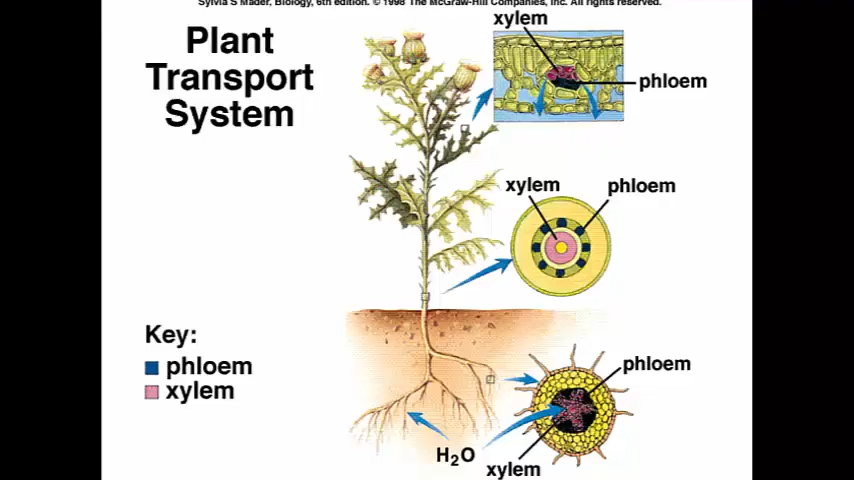 Sylvia S Mader, Biology, 6th edition. © 1998 The McGraw-Hill Companies, Inc. All rights reserved.
Plant
Transport
System
xylem
phloem
xylem
phloem
Key:
phloem
xylem
phloem
H2O
xylem